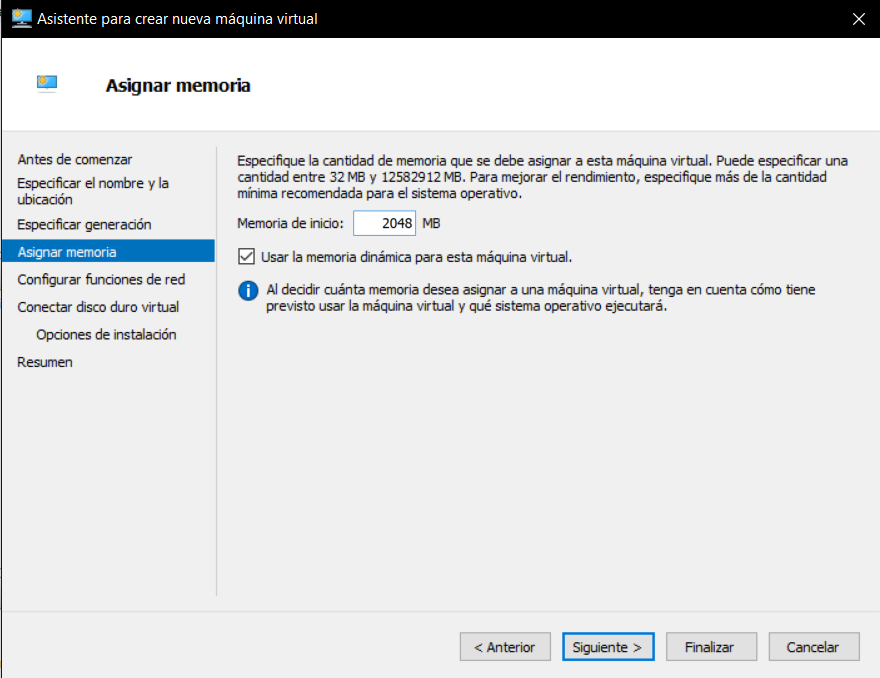 Asistente para crear nueva máquina virtual
Asignar memoria
Antes de comenzar
Especificar el nombre y la
ubicación
Especificar generación
Asignar memoria
Configurar funciones de red
Conectar disco duro virtual
Opciones de instalación
Resumen
Especifique la cantidad de memoria que se debe asignar a esta máquina virtual. Puede especificar una
cantidad entre 32 MB y 12582912 MB. Para mejorar el rendimiento, especifique más de la cantidad
mínima recomendada para el sistema operativo.
Memoria de inicio: 2048 MB
Usar la memoria dinámica para esta máquina virtual.
Al decidir cuánta memoria desea asignar a una máquina virtual, tenga en cuenta cómo tiene
previsto usar la máquina virtual y qué sistema operativo ejecutará.
< Anterior Siguiente > Finalizar Cancelar